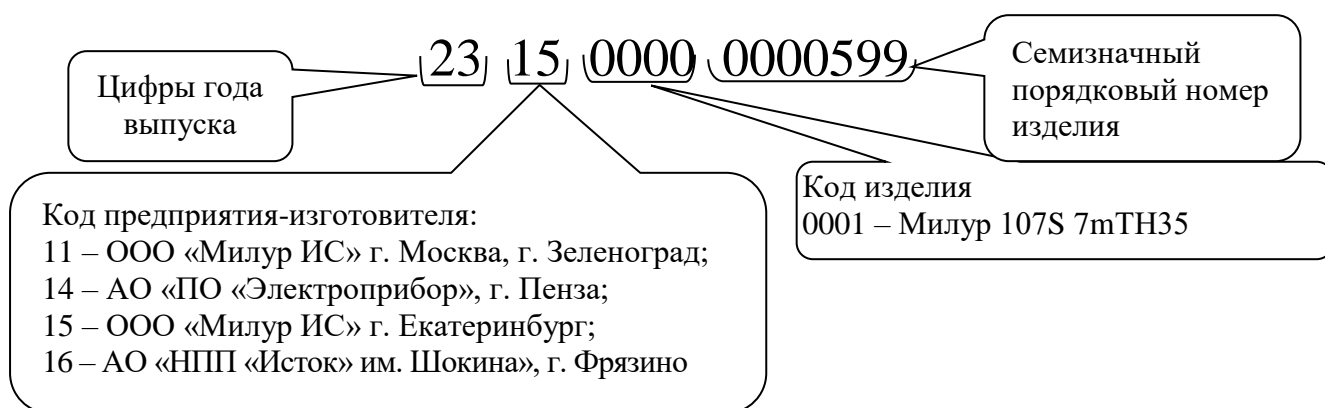 23 15 0000 0000599
Цифры года
выпуска
Семизначный
порядковый номер
изделия
Код предприятия-изготовителя:
11 – ООО «Милур ИС» г. Москва, г. Зеленоград;
14 – АО «ПО «Электроприбор», г. Пенза;
15 – ООО «Милур ИС» г. Екатеринбург;
16 – АО «НПП «Исток» им. Шокина», г. Фрязино
Код изделия
0001 – Милур 107S 7mTH35